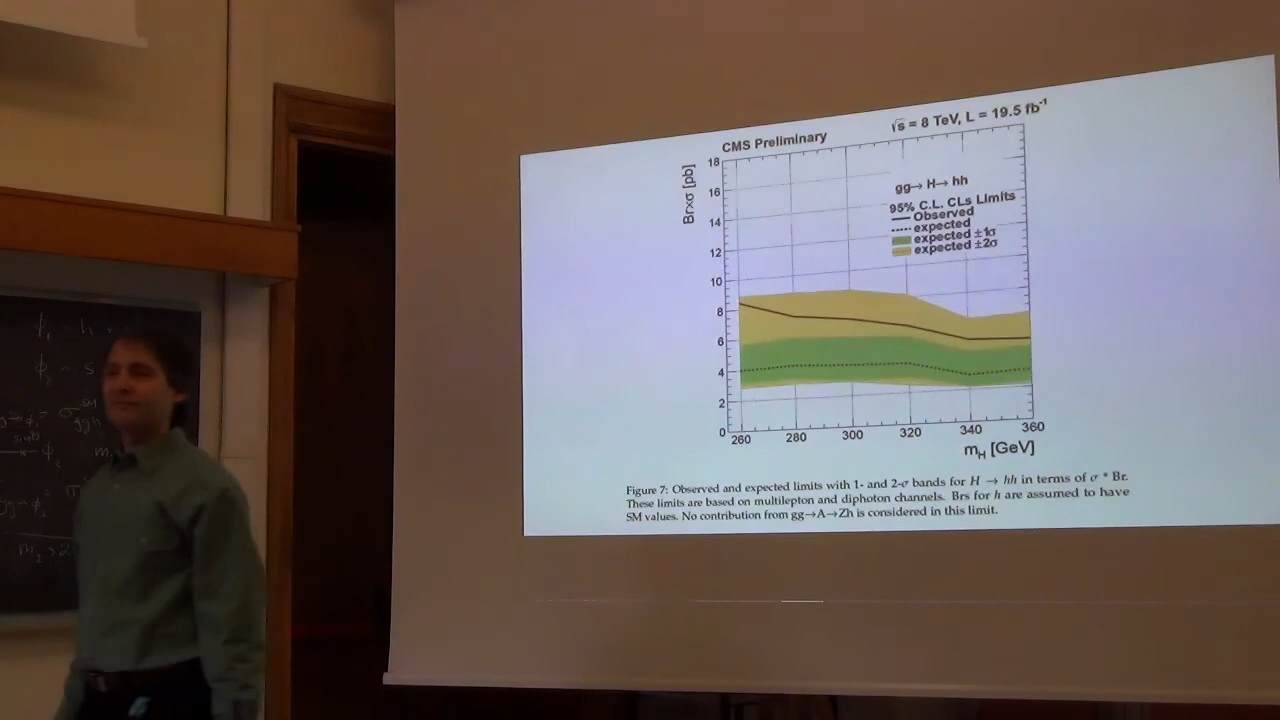 ϕ₁ ~ h
ϕ₂ ~ s
CMS Preliminary
√s = 8 TeV, L = 19.5 fb⁻¹
Br×σ [pb]
18
16
14
12
10
8
6
4
2
0
gg→ H→ hh
95% C.L. CLs Limits
Observed
expected
expected ±1σ
expected ±2σ
260 280 300 320 340 360
m_H [GeV]
Figure 7: Observed and expected limits with 1- and 2-σ bands for H → hh in terms of σ * Br.
These limits are based on multilepton and diphoton channels. Brs for h are assumed to have
SM values. No contribution from gg→A→Zh is considered in this limit.